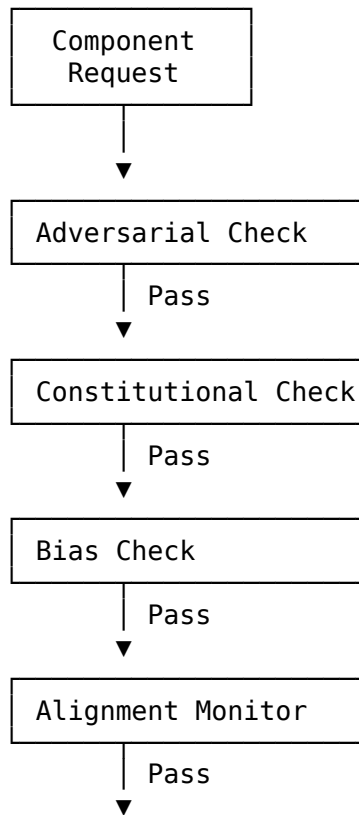 Component
Request
Adversarial Check
Pass
Constitutional Check
Pass
Bias Check
Pass
Alignment Monitor
Pass